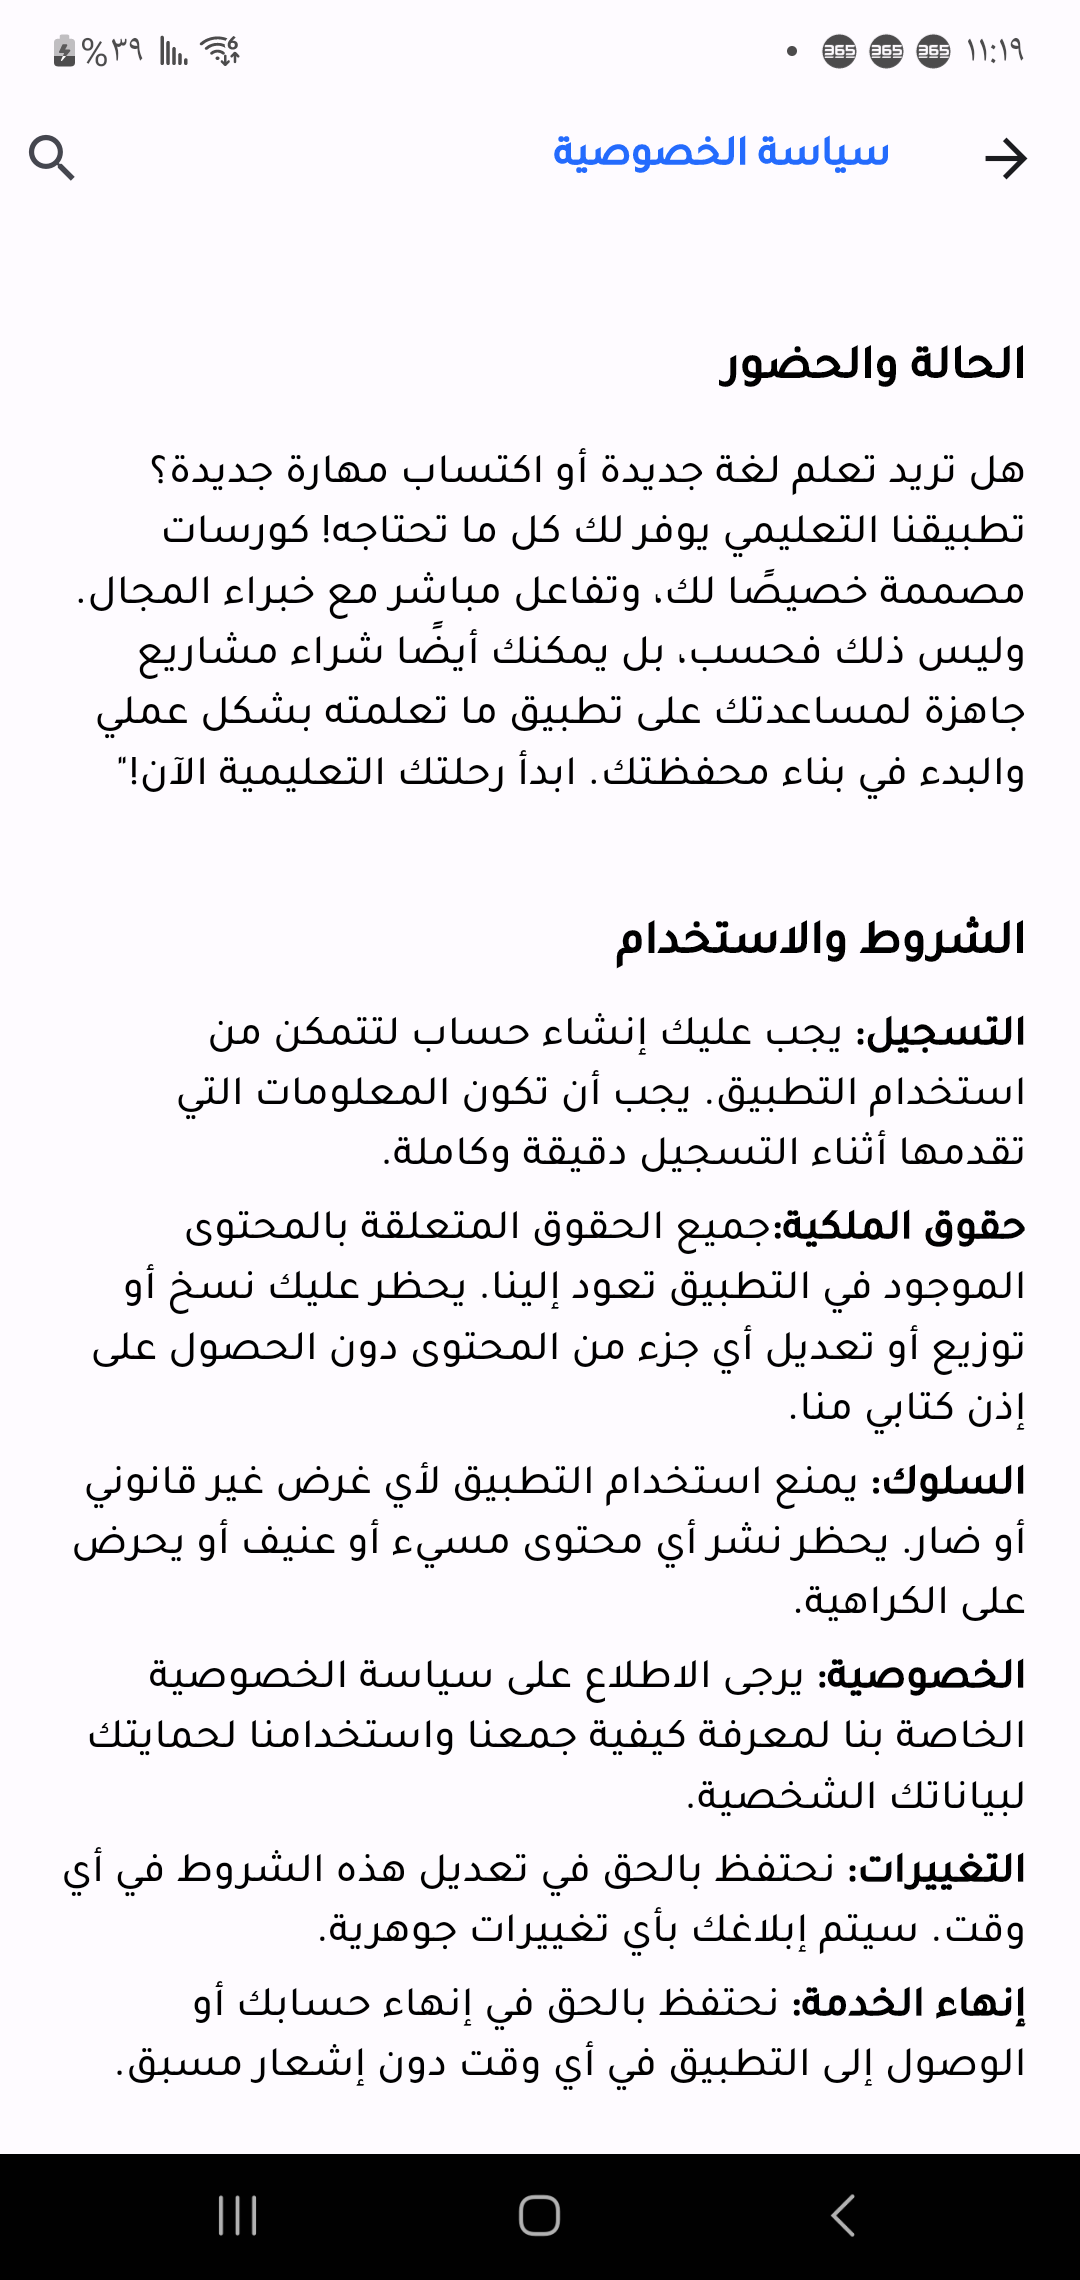 ١١:١٩ 365 365 365 • 6 %٣٩
سياسة الخصوصية
الحالة والحضور
هل تريد تعلم لغة جديدة أو اكتساب مهارة جديدة؟
تطبيقنا التعليمي يوفر لك كل ما تحتاجه! كورسات
مصممة خصيصًا لك، وتفاعل مباشر مع خبراء المجال.
وليس ذلك فحسب، بل يمكنك أيضًا شراء مشاريع
جاهزة لمساعدتك على تطبيق ما تعلمته بشكل عملي
والبدء في بناء محفظتك. ابدأ رحلتك التعليمية الآن!"
الشروط والاستخدام
التسجيل: يجب عليك إنشاء حساب لتتمكن من
استخدام التطبيق. يجب أن تكون المعلومات التي
تقدمها أثناء التسجيل دقيقة وكاملة.
حقوق الملكية:جميع الحقوق المتعلقة بالمحتوى
الموجود في التطبيق تعود إلينا. يحظر عليك نسخ أو
توزيع أو تعديل أي جزء من المحتوى دون الحصول على
إذن كتابي منا.
السلوك: يمنع استخدام التطبيق لأي غرض غير قانوني
أو ضار. يحظر نشر أي محتوى مسيء أو عنيف أو يحرض
على الكراهية.
الخصوصية: يرجى الاطلاع على سياسة الخصوصية
الخاصة بنا لمعرفة كيفية جمعنا واستخدامنا لحمايتك
لبياناتك الشخصية.
التغييرات: نحتفظ بالحق في تعديل هذه الشروط في أي
وقت. سيتم إبلاغك بأي تغييرات جوهرية.
إنهاء الخدمة: نحتفظ بالحق في إنهاء حسابك أو
الوصول إلى التطبيق في أي وقت دون إشعار مسبق.